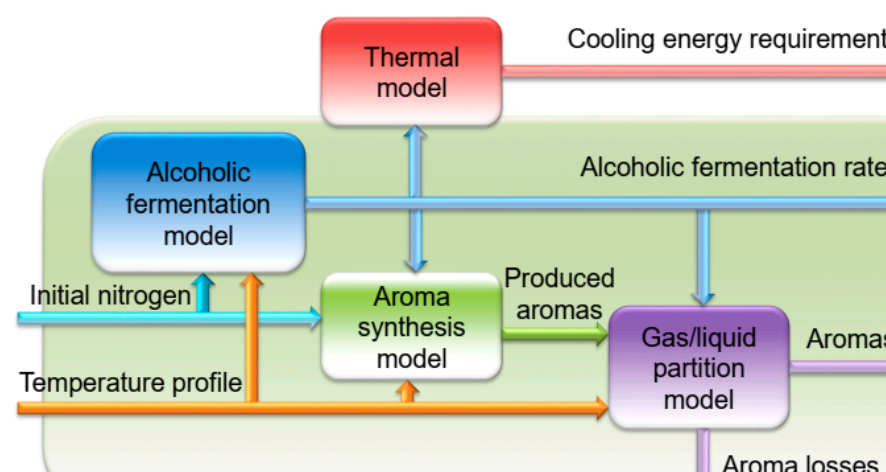 Thermal
model
Cooling energy requirement
Alcoholic
fermentation
model
Alcoholic fermentation rate
Initial nitrogen
Aroma
synthesis
model
Produced
aromas
Gas/liquid
partition
model
Aromas
Temperature profile
Aroma losses